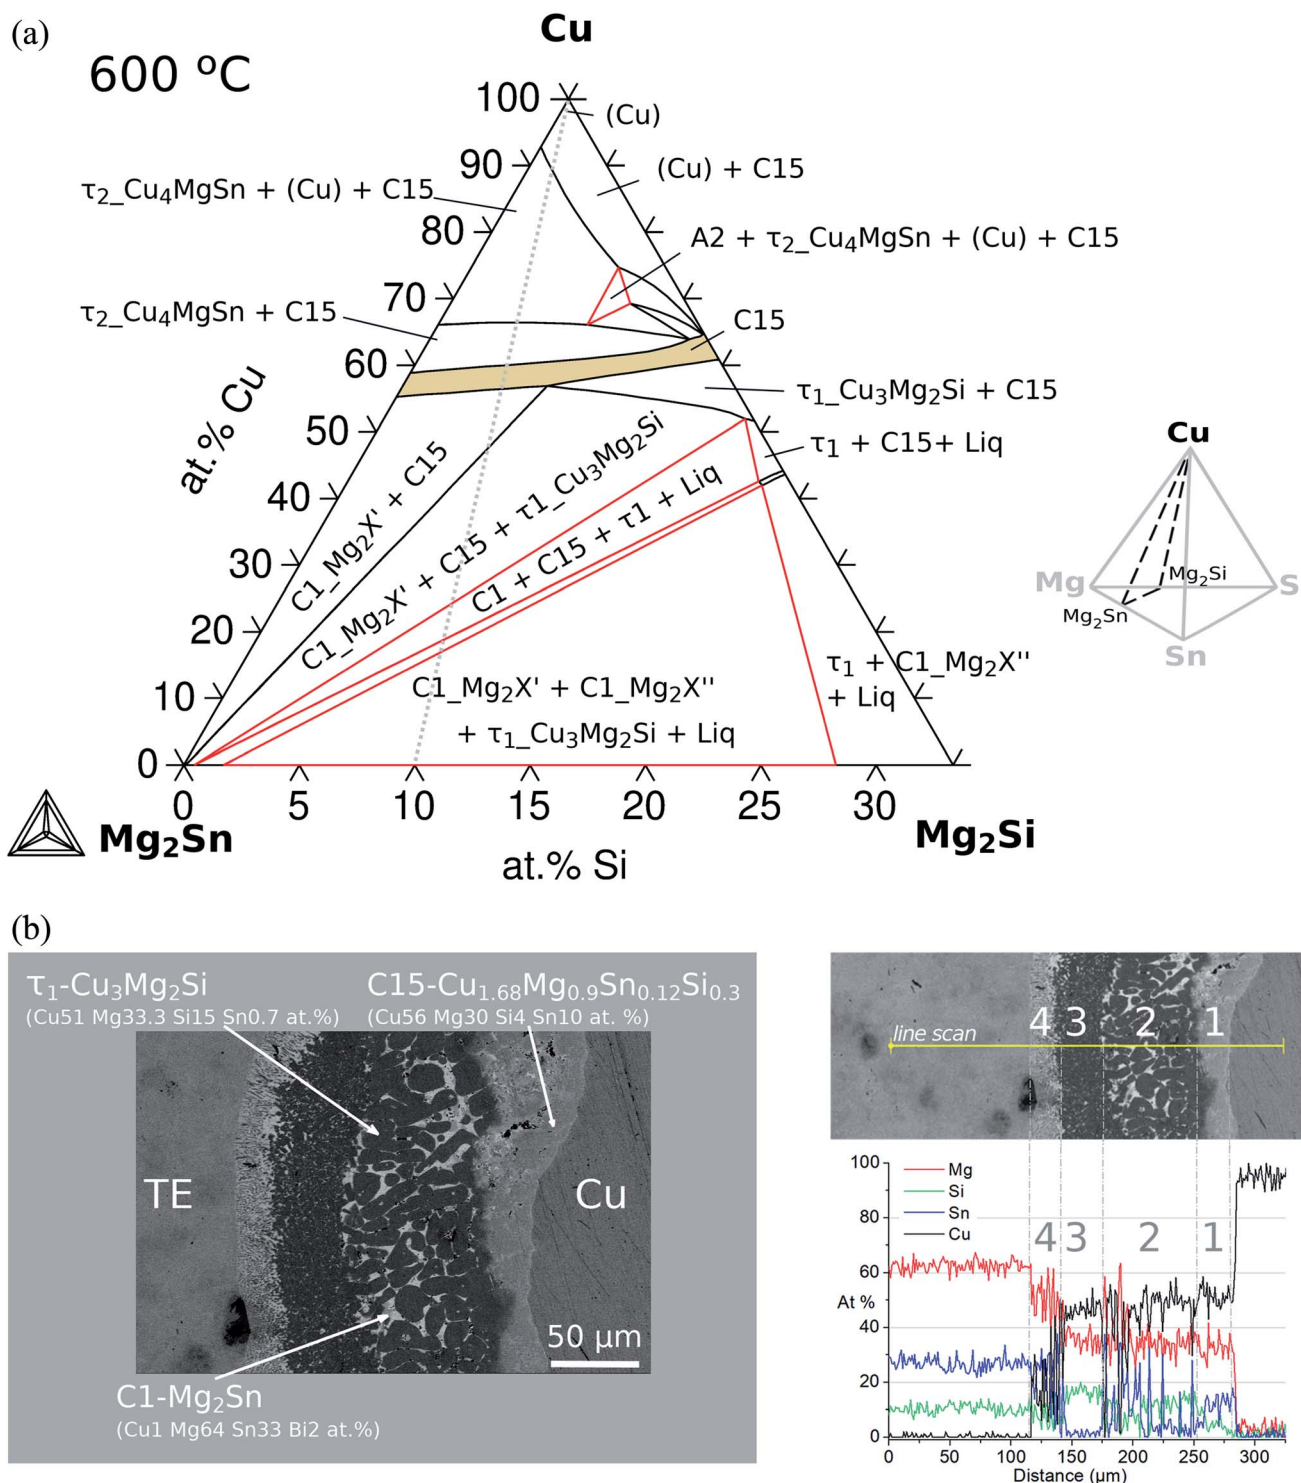 (a)
600 ºC
Cu
100
(Cu)
90
(Cu) + C15
τ₂_Cu₄MgSn + (Cu) + C15
80
A2 + τ₂_Cu₄MgSn + (Cu) + C15
70
τ₂_Cu₄MgSn + C15
C15
60
τ₁_Cu₃Mg₂Si + C15
at.% Cu
50
τ₁ + C15+ Liq
C1_Mg₂X' + C15
C1_Mg₂X' + C15 + τ1_Cu₃Mg₂Si
C1 + C15 + τ1 + Liq
40
30
20
10
0
τ₁ + C1_Mg₂X''
+ Liq
C1_Mg₂X' + C1_Mg₂X''
+ τ₁_Cu₃Mg₂Si + Liq
0
5
10
15
20
25
30
Mg₂Sn
Mg₂Si
at.% Si
Cu
Mg
Mg₂Si
S
Mg₂Sn
Sn
(b)
τ₁-Cu₃Mg₂Si
(Cu51 Mg33.3 Si15 Sn0.7 at.%)
C15-Cu₁.₆₈Mg₀.₉Sn₀.₁₂Si₀.₃
(Cu56 Mg30 Si4 Sn10 at. %)
TE
Cu
50 µm
C1-Mg₂Sn
(Cu1 Mg64 Sn33 Bi2 at.%)
line scan
4 3 2 1
100
80
60
At %
40
20
0
Mg
Si
Sn
Cu
4 3 2 1
0 50 100 150 200 250 300
Distance (µm)